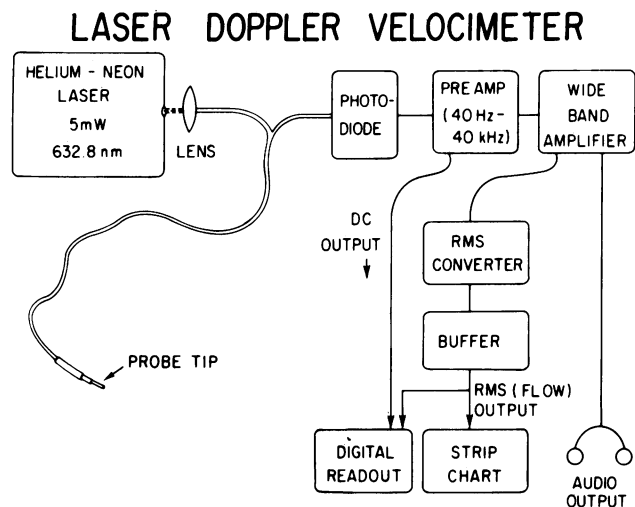 LASER DOPPLER VELOCIMETER
HELIUM - NEON
LASER
5mW
632.8 nm
LENS
PHOTO-
DIODE
PRE AMP
(40 Hz-
40 kHz)
WIDE
BAND
AMPLIFIER
DC
OUTPUT
RMS
CONVERTER
BUFFER
PROBE TIP
RMS (FLOW)
OUTPUT
DIGITAL
READOUT
STRIP
CHART
AUDIO
OUTPUT